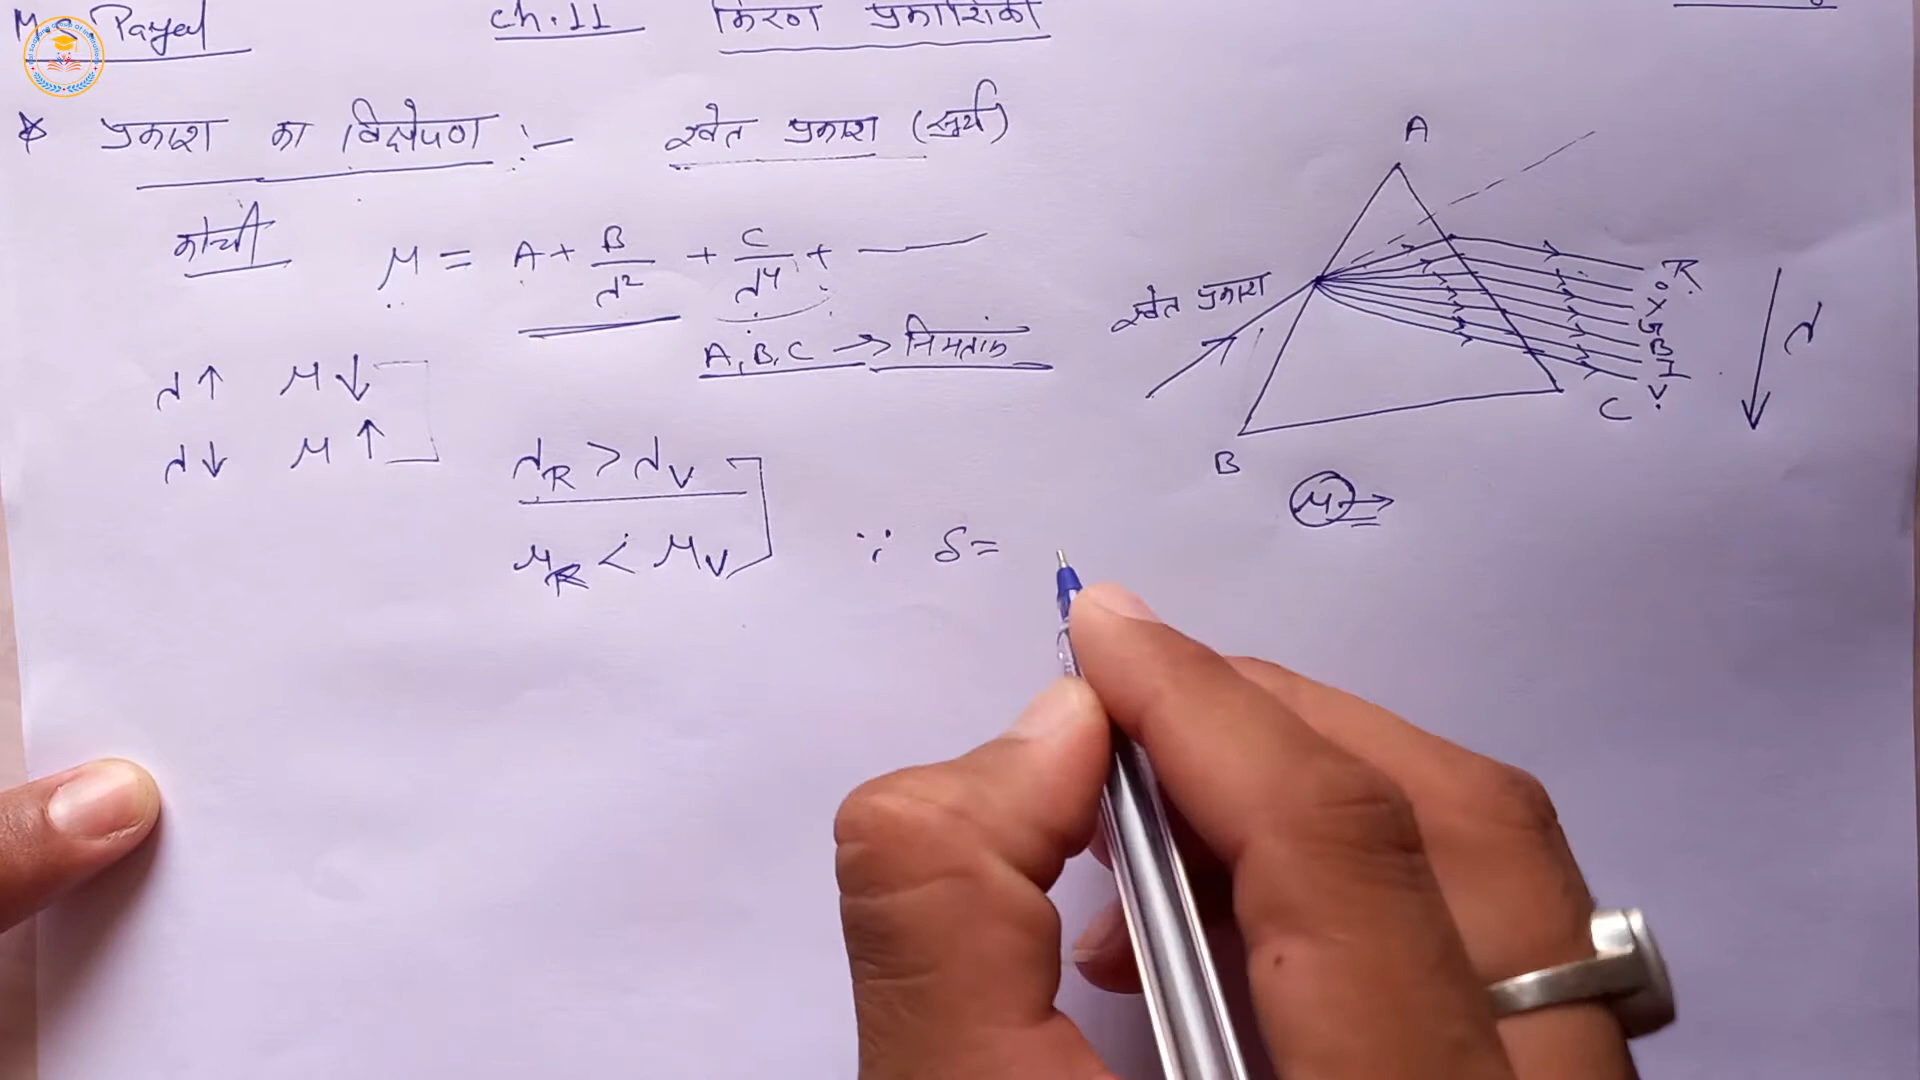 Ms. Payal
ch. 11 किरण प्रकाशिकी
* प्रकाश का विक्षेपण :- श्वेत प्रकाश (सूर्य)
कोची μ = A + B/λ² + C/λ⁴ + ——
A, B, C → नियतांक
λ↑ μ↓
λ↓ μ↑
λR > λV
μR < μV ∵ δ =
A
श्वेत प्रकाश
R
O
Y
G
B
I
V
λ
C
B
μ →